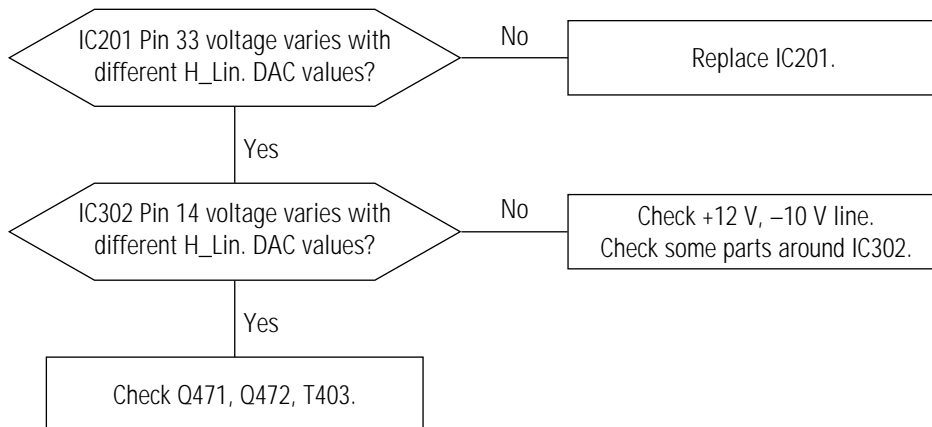 IC201 Pin 33 voltage varies with
different H_Lin. DAC values?
No
Replace IC201.
Yes
IC302 Pin 14 voltage varies with
different H_Lin. DAC values?
No
Check +12 V, –10 V line.
Check some parts around IC302.
Yes
Check Q471, Q472, T403.